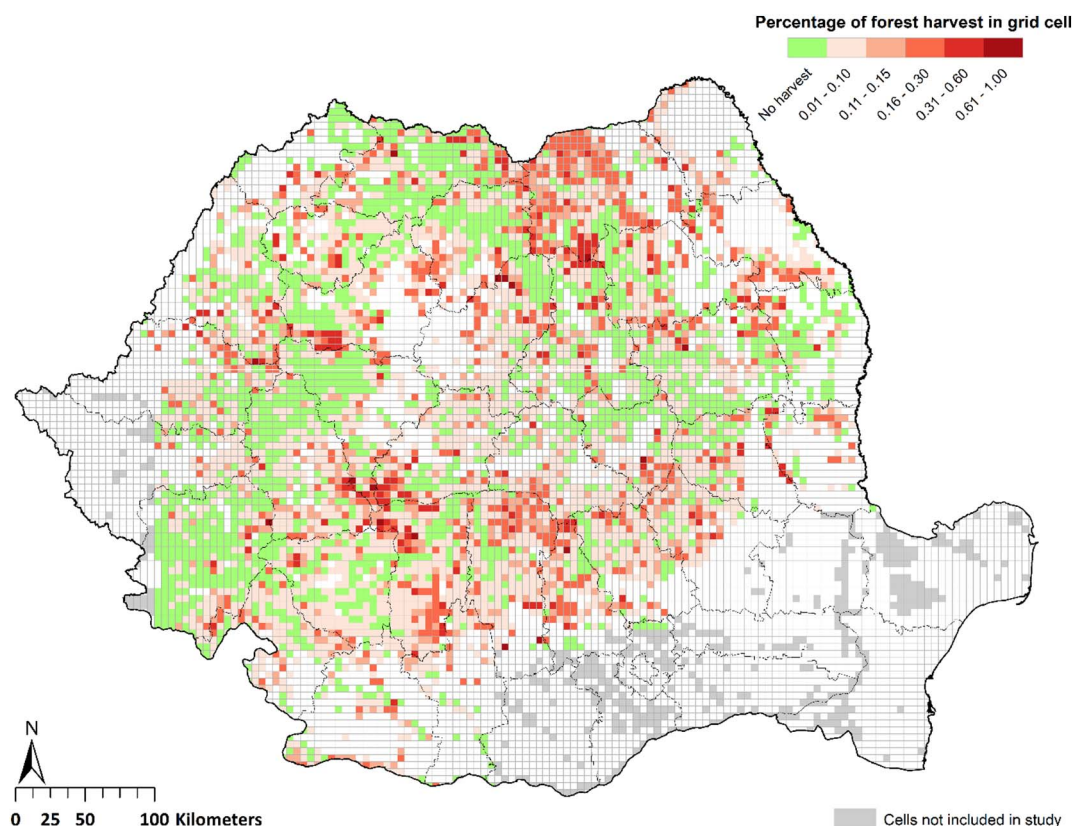 Percentage of forest harvest in grid cell
No harvest
0.01 - 0.10
0.11 - 0.15
0.16 - 0.30
0.31 - 0.60
0.61 - 1.00
N
0 25 50 100 Kilometers
Cells not included in study